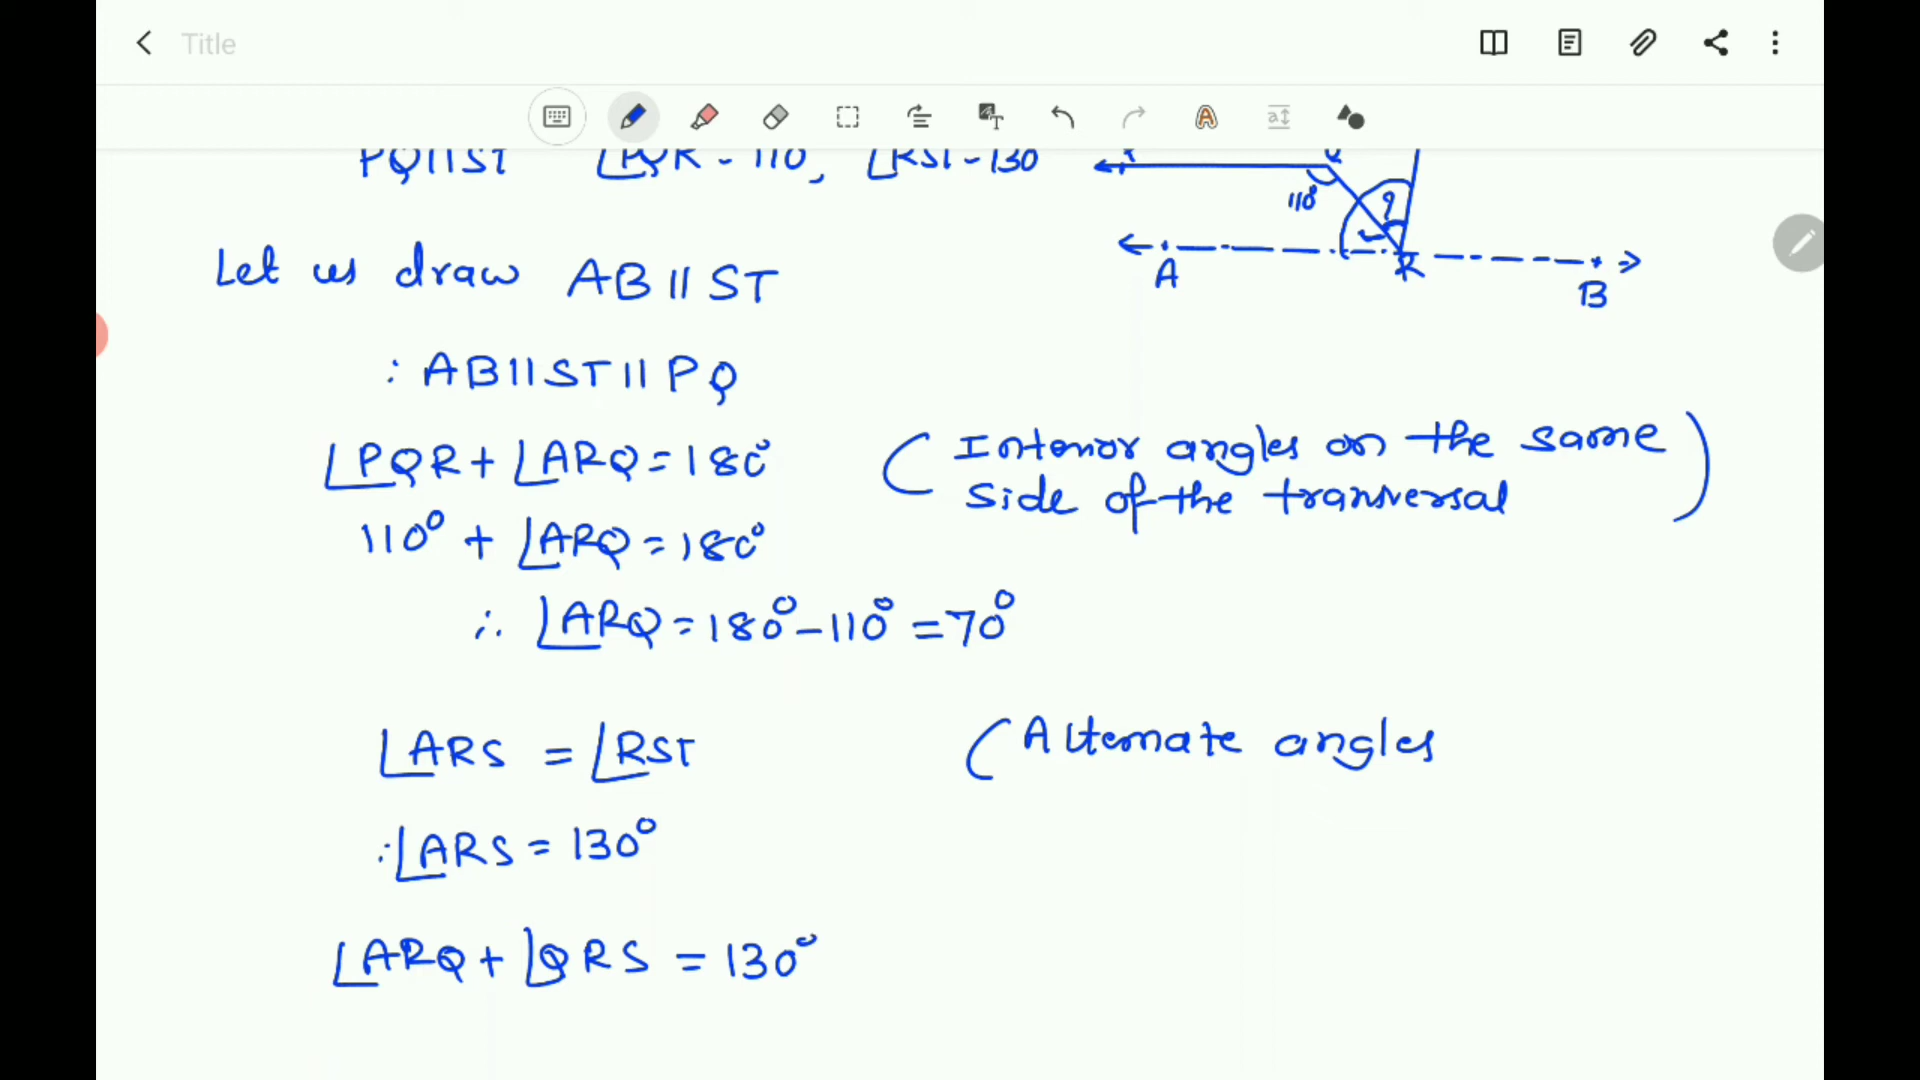 Title
PQ||ST ∠PQR - 110, ∠RST - 130
110°
?
A
R
B
Let us draw AB || ST
∴ AB||ST||PQ
∠PQR + ∠ARQ = 180° (Interior angles on the same side of the transversal)
110° + ∠ARQ = 180°
∴ ∠ARQ = 180° - 110° = 70°
∠ARS = ∠RST (Alternate angles
∴ ∠ARS = 130°
∠ARQ + ∠QRS = 130°